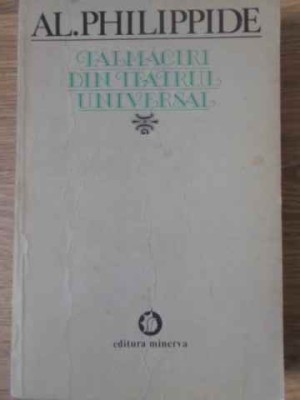 AL. PHILIPPIDE
TĂLMĂCIRI
DIN TEATRUL
UNIVERSAL
editura minerva